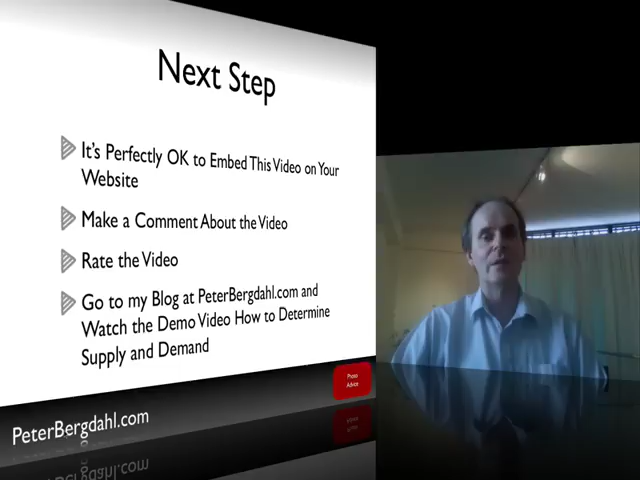 Next Step
It's Perfectly OK to Embed This Video on Your
Website
Make a Comment About the Video
Rate the Video
Go to my Blog at PeterBergdahl.com and
Watch the Demo Video How to Determine
Supply and Demand
PeterBergdahl.com